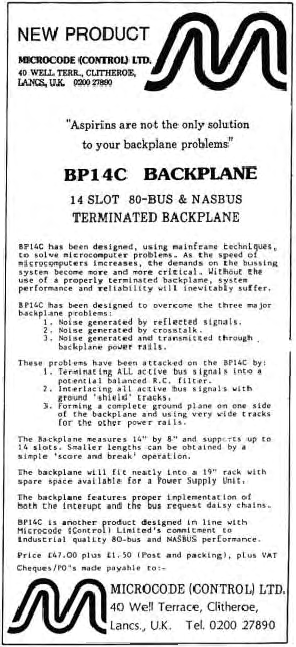 NEW PRODUCT
MICROCODE (CONTROL) LTD.
40 WELL TERR., CLITHEROE,
LANCS, U.K. 0200 27890
"Aspirins are not the only solution
to your backplane problems"
BP14C BACKPLANE
14 SLOT 80-BUS & NASBUS
TERMINATED BACKPLANE
BP14C has been designed, using mainframe techniques,
to solve microcomputer problems. As the speed of
microcomputers increases, the demands on the bussing
system become more and more critical. Without the
use of a properly terminated backplane, system
performance and reliability will inevitably suffer.
BP14C has been designed to overcome the three major
backplane problems:
1. Noise generated by reflected signals.
2. Noise generated by crosstalk.
3. Noise generated and transmitted through
backplane power rails.
These problems have been attacked on the BP14C by:
1. Terminating ALL active bus signals into a
potential balanced R.C. filter.
2. Interlacing all active bus signals with
ground 'shield' tracks.
3. Forming a complete ground plane on one side
of the backplane and using very wide tracks
for the other power rails.
The Backplane measures 14" by 8" and supports up to
14 slots. Smaller lengths can be obtained by a
simple 'score and break' operation.
The backplane will fit neatly into a 19" rack with
spare space available for a Power Supply Unit.
The backplane features proper implementation of
both the interupt and the bus request daisy chains.
BP14C is another product designed in line with
Microcode (Control) Limited's commitment to
industrial quality 80-bus and NASBUS performance.
Price £47.00 plus £1.50 (Post and packing), plus VAT
Cheques/PO's made payable to:-
MICROCODE (CONTROL) LTD.
40 Well Terrace, Clitheroe,
Lancs., U.K. Tel. 0200 27890